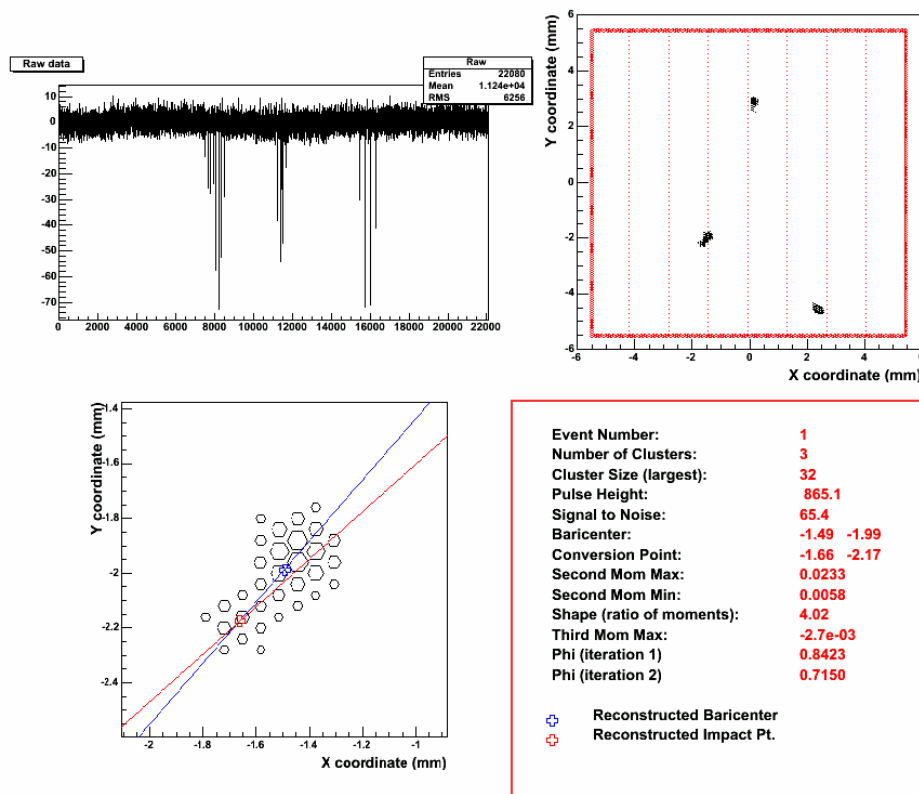 Raw data
Raw
Entries 22080
Mean 1.124e+04
RMS 6256
10
0
-10
-20
-30
-40
-50
-60
-70
0 2000 4000 6000 8000 10000 12000 14000 16000 18000 20000 22000
Y coordinate (mm)
6
4
2
0
-2
-4
-6
-6 -4 -2 0 2 4 6
X coordinate (mm)
Y coordinate (mm)
-1.4
-1.6
-1.8
-2
-2.2
-2.4
-2 -1.8 -1.6 -1.4 -1.2 -1
X coordinate (mm)
Event Number: 1
Number of Clusters: 3
Cluster Size (largest): 32
Pulse Height: 865.1
Signal to Noise: 65.4
Baricenter: -1.49 -1.99
Conversion Point: -1.66 -2.17
Second Mom Max: 0.0233
Second Mom Min: 0.0058
Shape (ratio of moments): 4.02
Third Mom Max: -2.7e-03
Phi (iteration 1) 0.8423
Phi (iteration 2) 0.7150
Reconstructed Baricenter
Reconstructed Impact Pt.